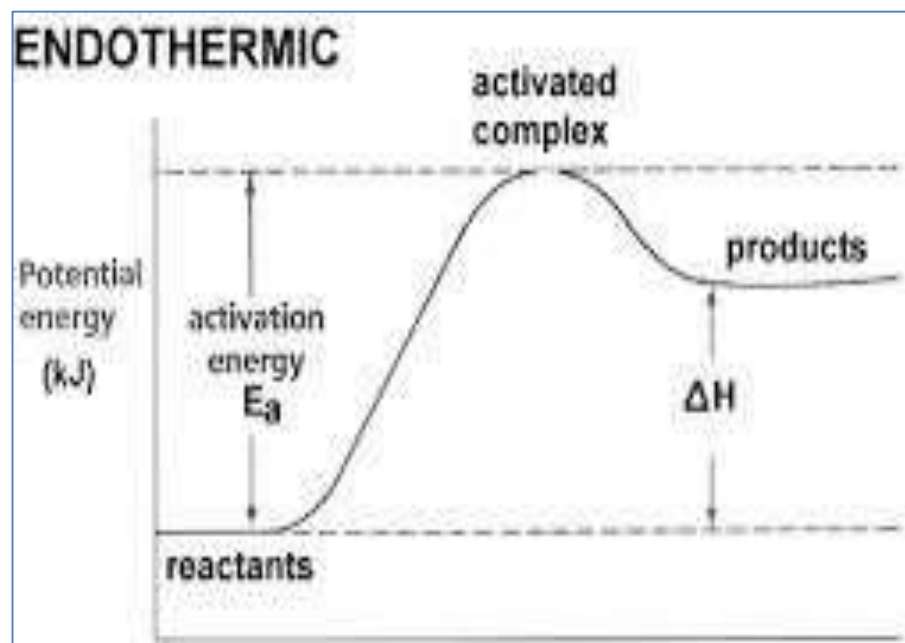 ENDOTHERMIC
activated
complex
products
Potential
energy
(kJ)
activation
energy
Ea
ΔH
reactants